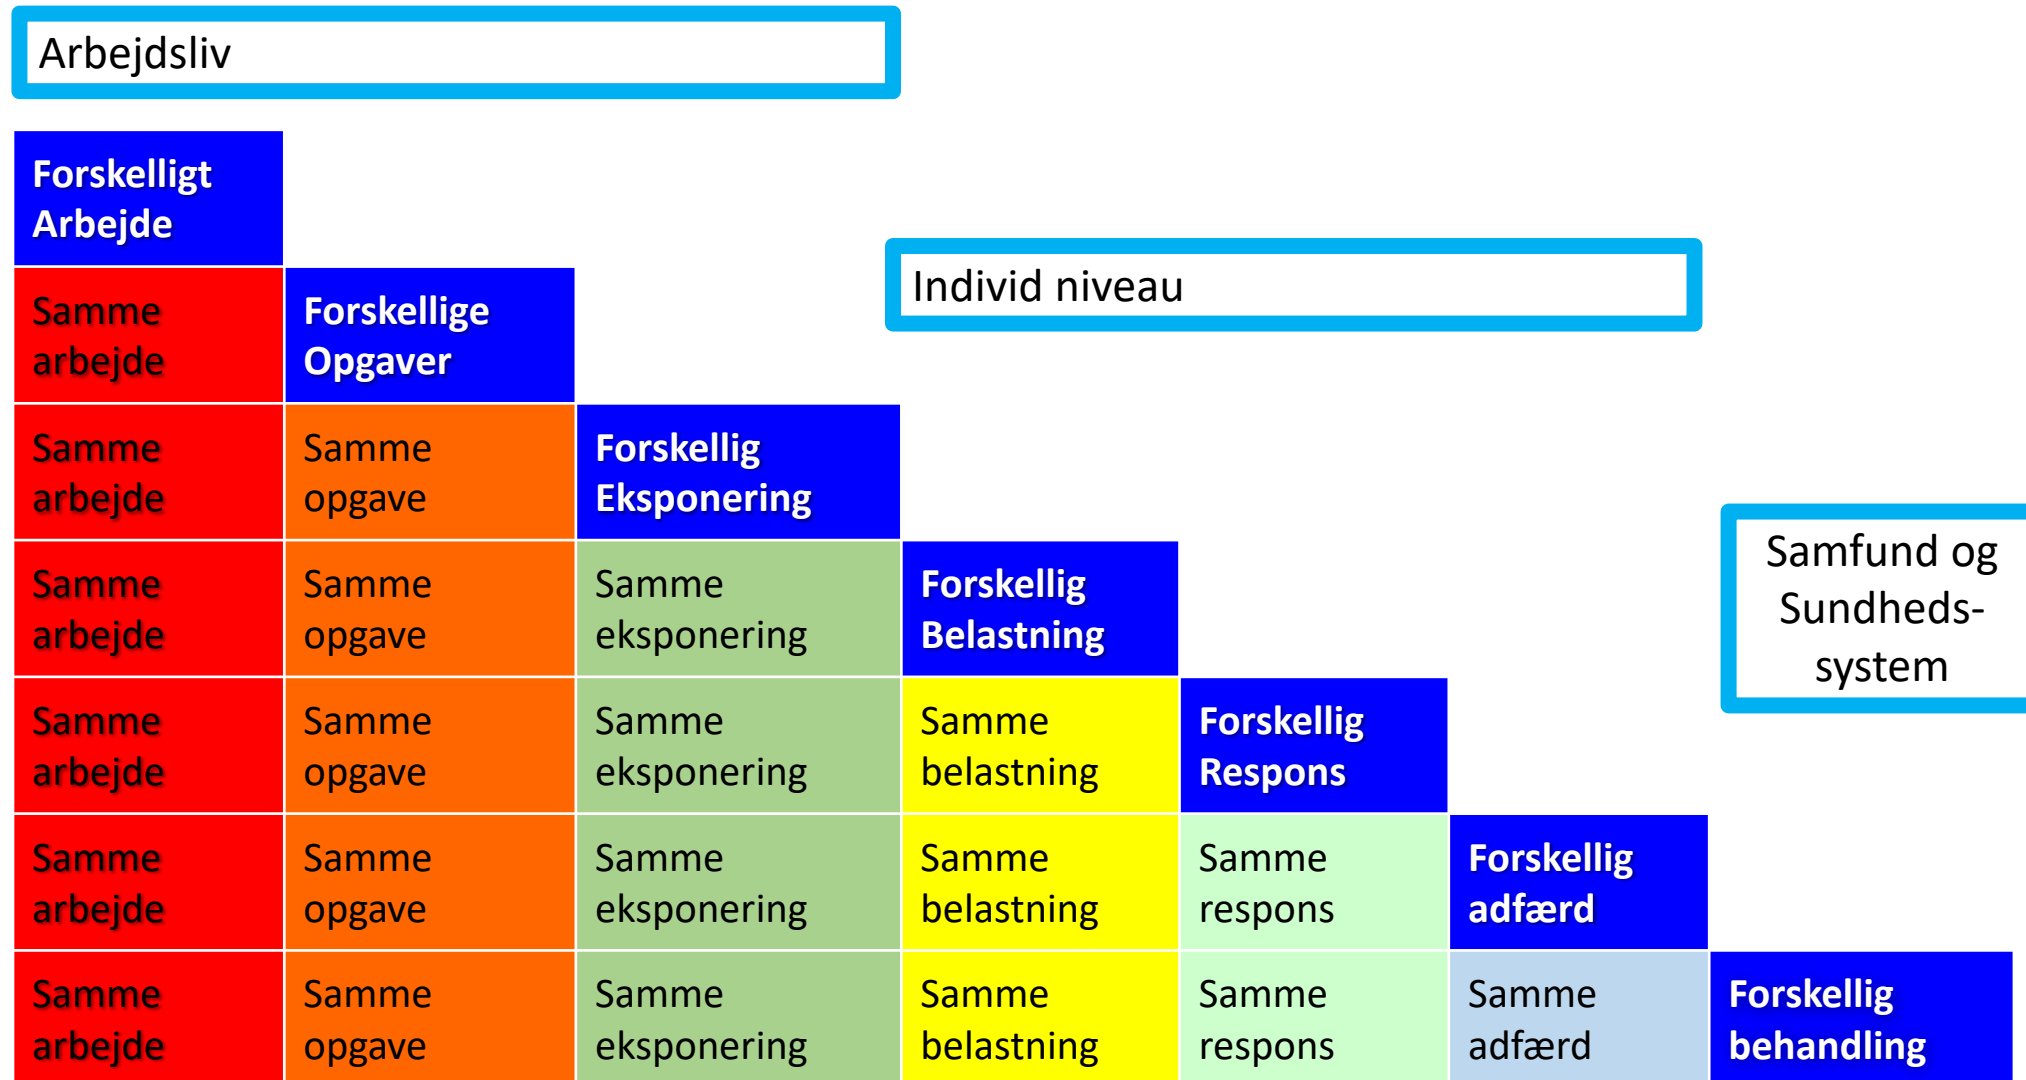 Arbejdsliv
Forskelligt
Arbejde
Individ niveau
Samme
arbejde
Forskellige
Opgaver
Samme
arbejde
Samme
opgave
Forskellig
Eksponering
Samfund og
Sundheds-
system
Samme
arbejde
Samme
opgave
Samme
eksponering
Forskellig
Belastning
Samme
arbejde
Samme
opgave
Samme
eksponering
Samme
belastning
Forskellig
Respons
Samme
arbejde
Samme
opgave
Samme
eksponering
Samme
belastning
Samme
respons
Forskellig
adfærd
Samme
arbejde
Samme
opgave
Samme
eksponering
Samme
belastning
Samme
respons
Samme
adfærd
Forskellig
behandling